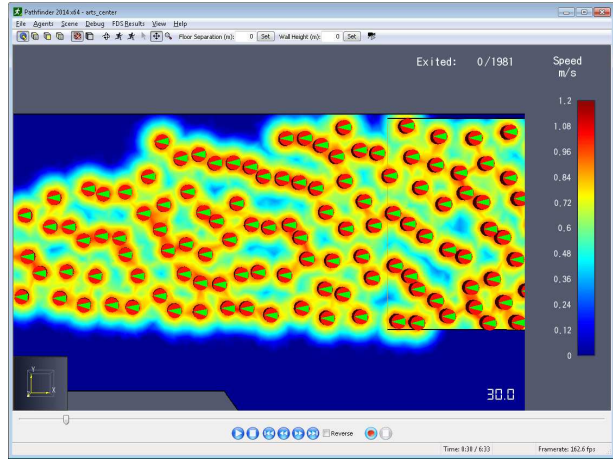 Pathfinder 2014 x64 - arts_center
File Agents Scene Debug FDS Results View Help
Floor Separation (m): 0 Set Wall Height (m): 0 Set
Exited: 0/1981
Speed
m/s
1.2
1.08
0.96
0.84
0.72
0.6
0.48
0.36
0.24
0.12
0
Y
X
30.0
Reverse
Time: 0:30 / 6:33 Framerate: 162.6 fps